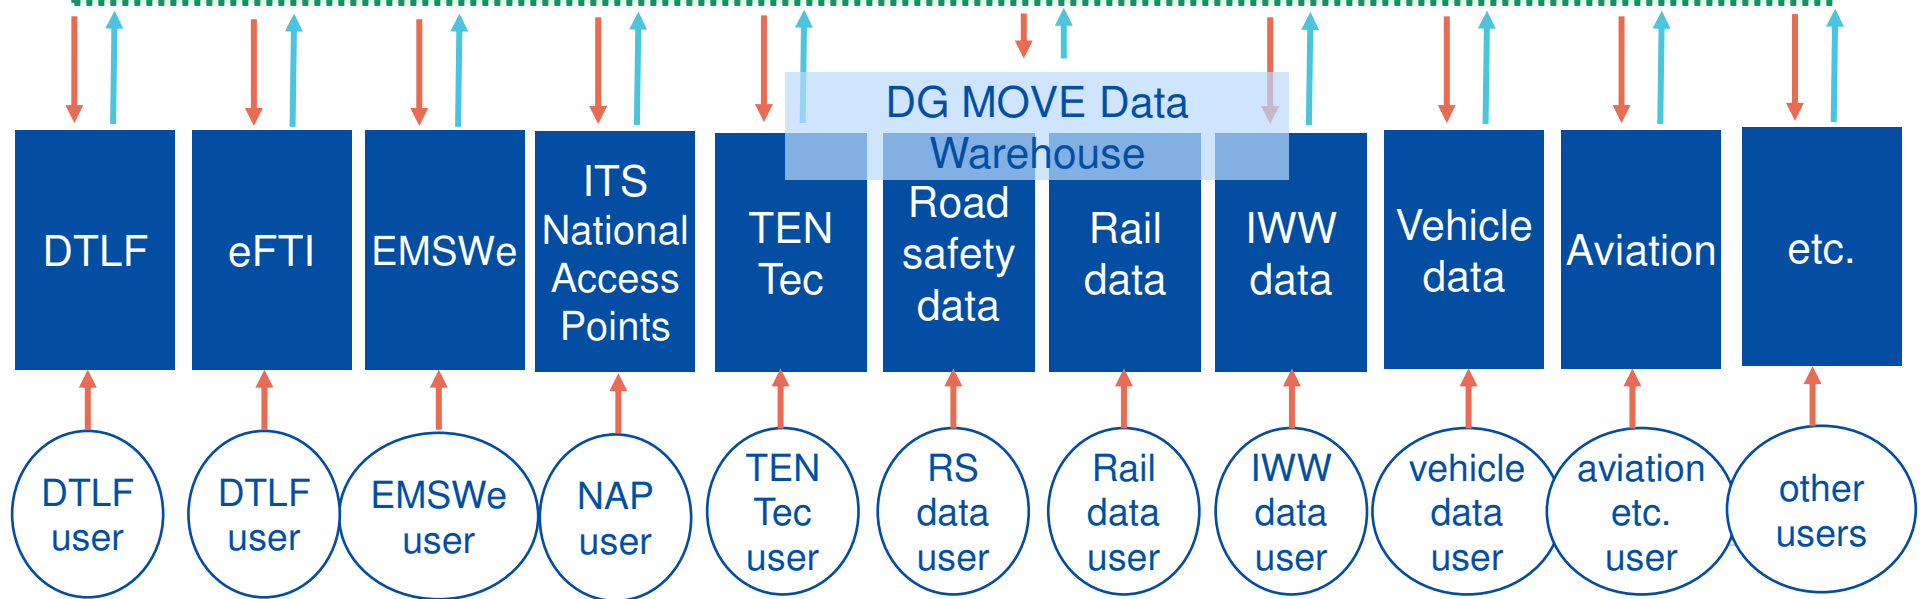 DG MOVE Data
Warehouse
DTLF
eFTI
EMSWe
ITS
National
Access
Points
TEN
Tec
Road
safety
data
Rail
data
IWW
data
Vehicle
data
Aviation
etc.
DTLF
user
DTLF
user
EMSWe
user
NAP
user
TEN
Tec
user
RS
data
user
Rail
data
user
IWW
data
user
vehicle
data
user
aviation
etc.
user
other
users